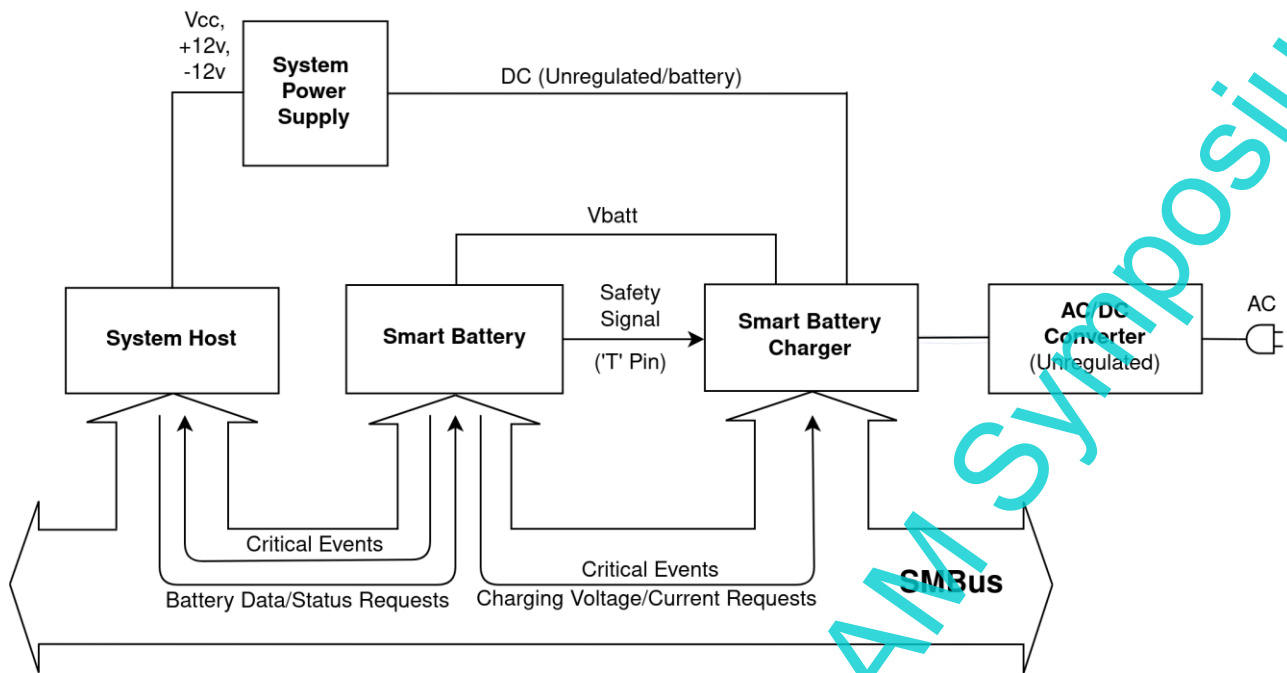 Vcc,
+12v,
-12v
System
Power
Supply
DC (Unregulated/battery)
Vbatt
System Host
Smart Battery
Safety
Signal
('T' Pin)
Smart Battery
Charger
AC/DC
Converter
(Unregulated)
AC
Critical Events
Battery Data/Status Requests
Critical Events
Charging Voltage/Current Requests
SMBus
AM